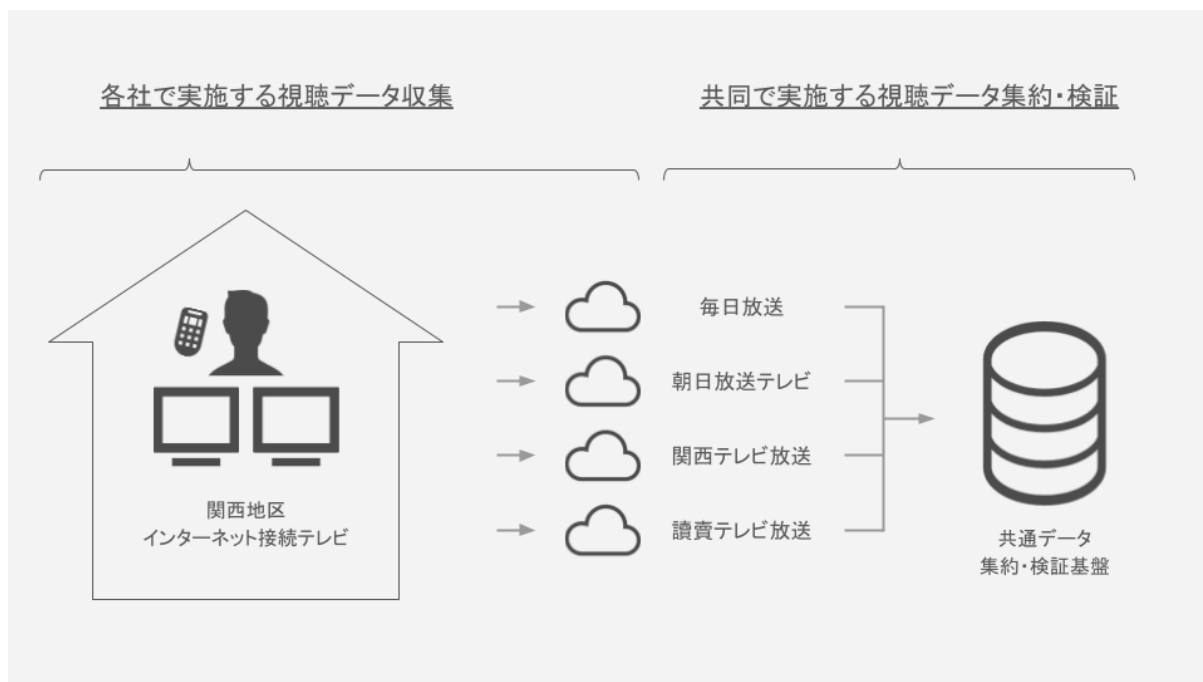 各社で実施する視聴データ収集
共同で実施する視聴データ集約・検証
毎日放送
朝日放送テレビ
関西テレビ放送
讀賣テレビ放送
関西地区
インターネット接続テレビ
共通データ
集約・検証基盤